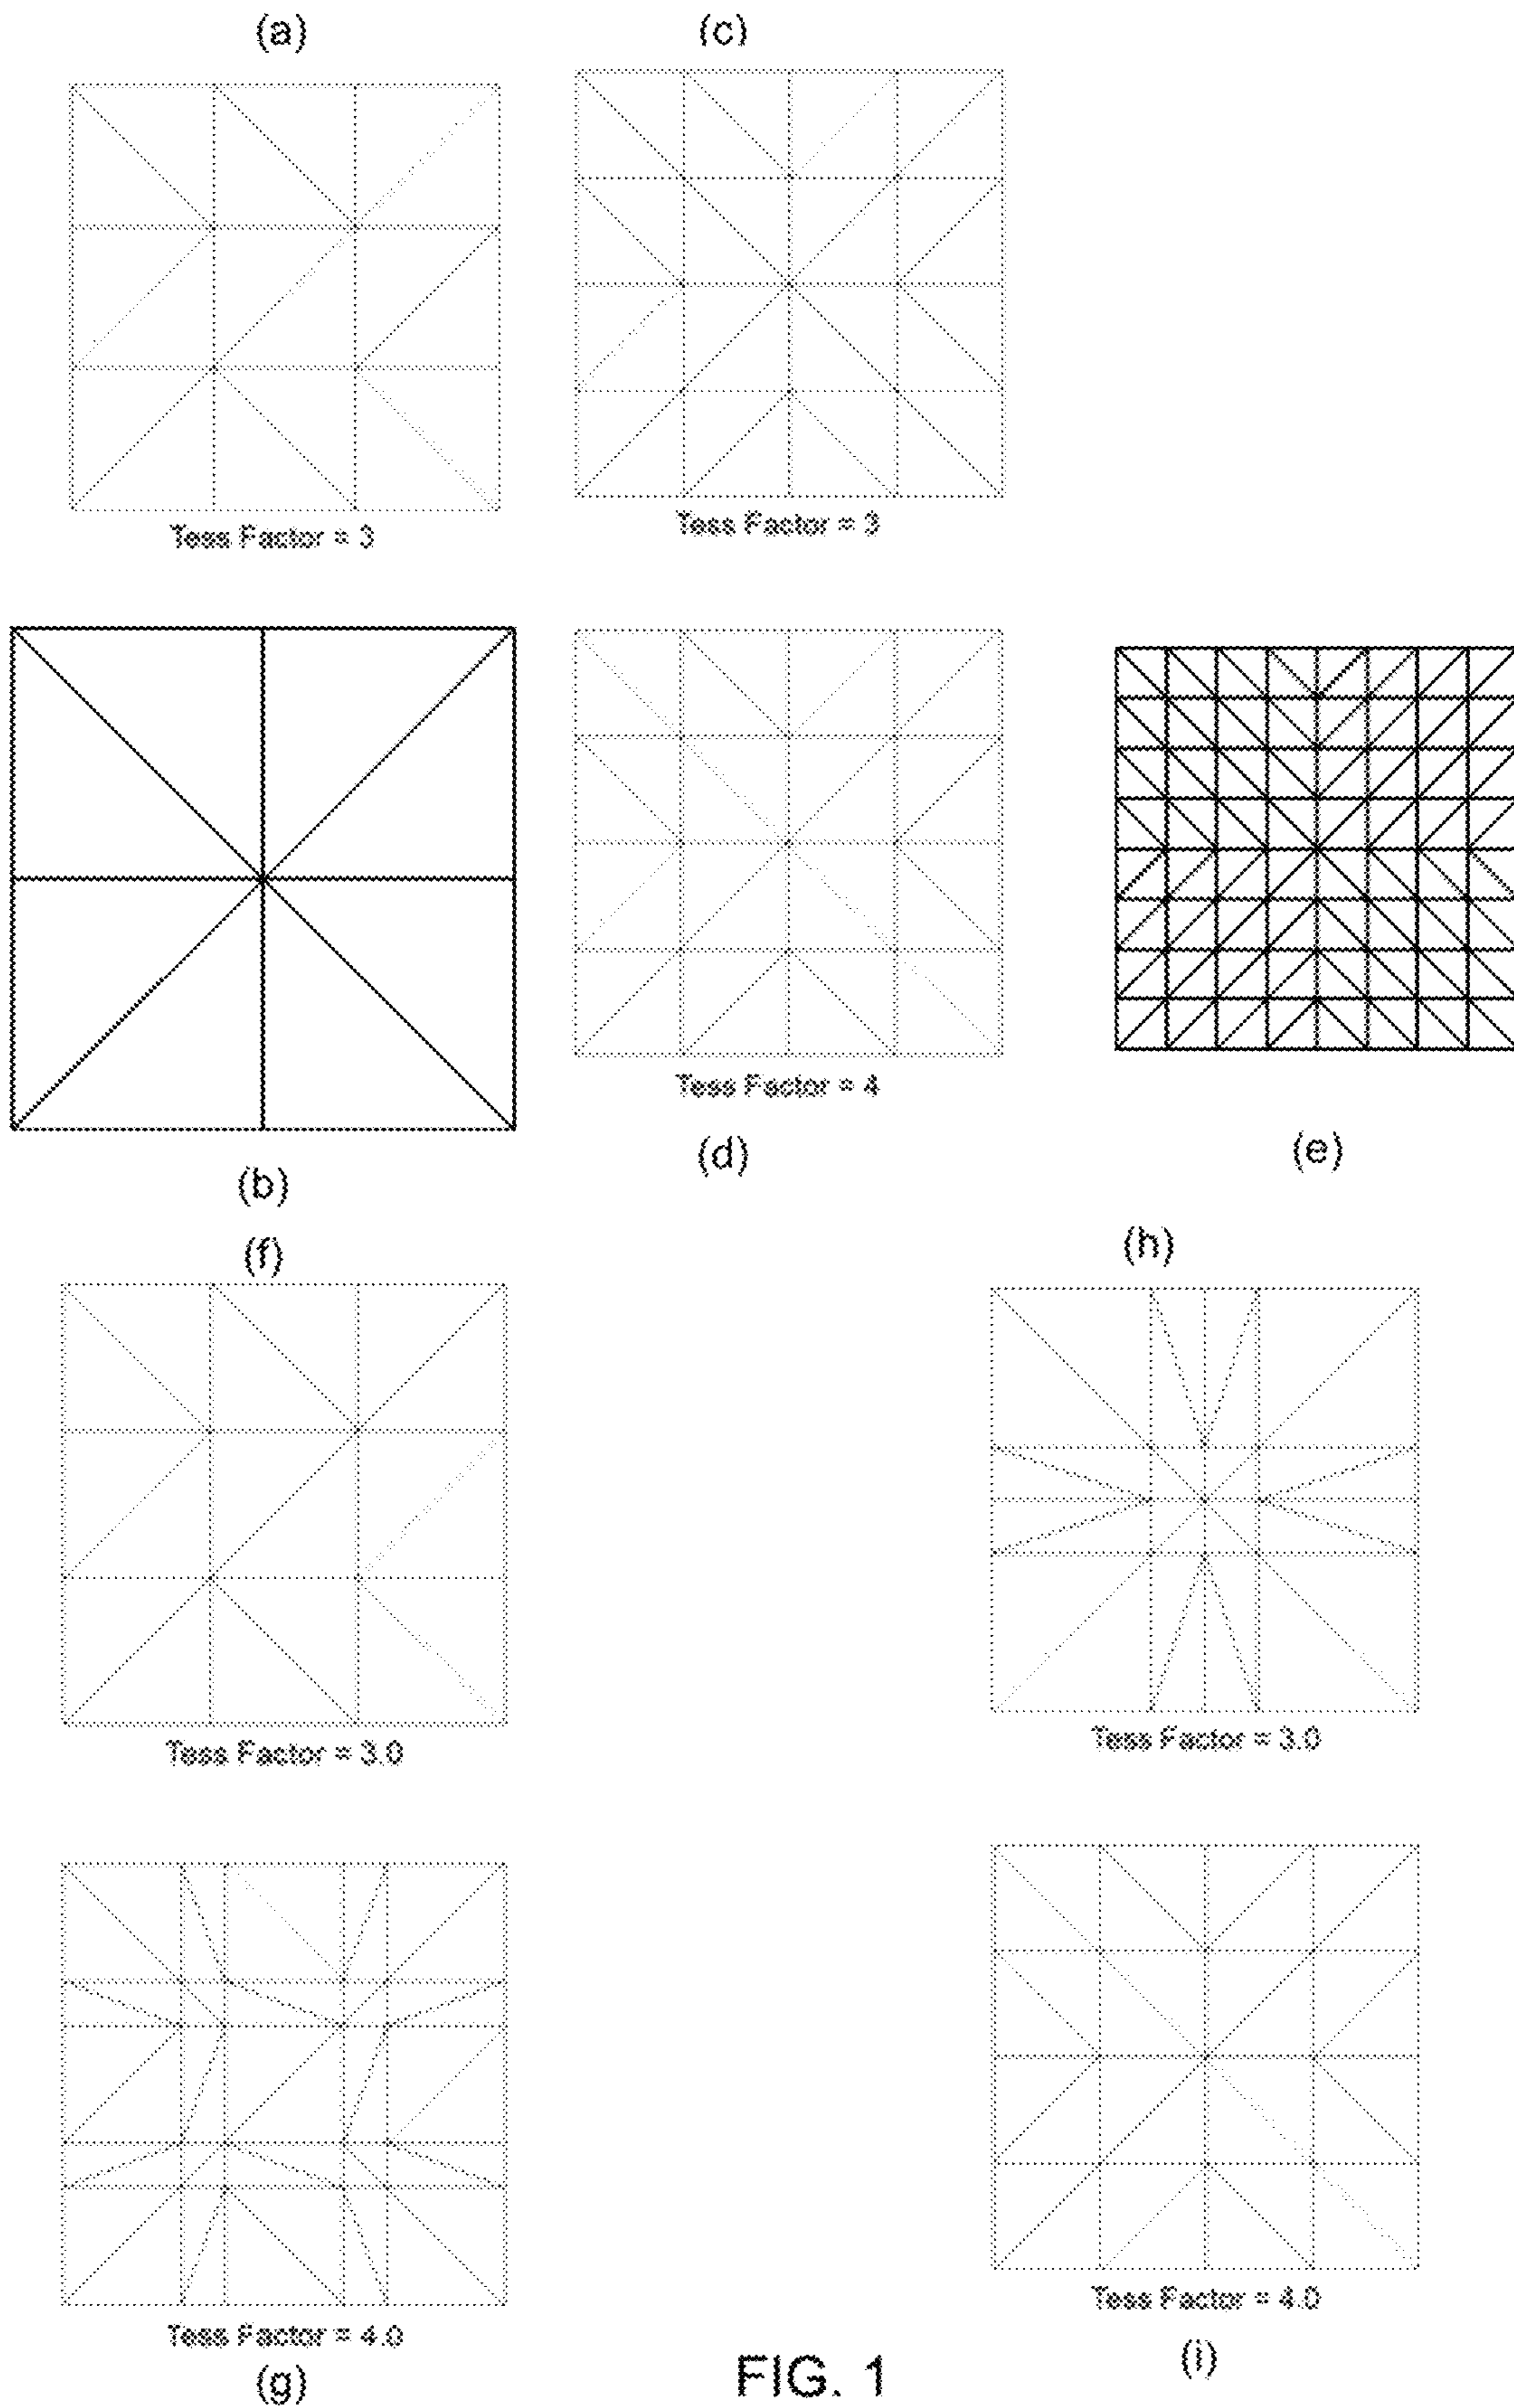 (a)
(c)
Tess Factor = 3
Tess Factor = 3
Tess Factor = 4
(d)
(e)
(b)
(f)
(h)
Tess Factor = 3.0
Tess Factor = 3.0
Tess Factor = 4.0
Tess Factor = 4.0
(g)
FIG. 1
(i)